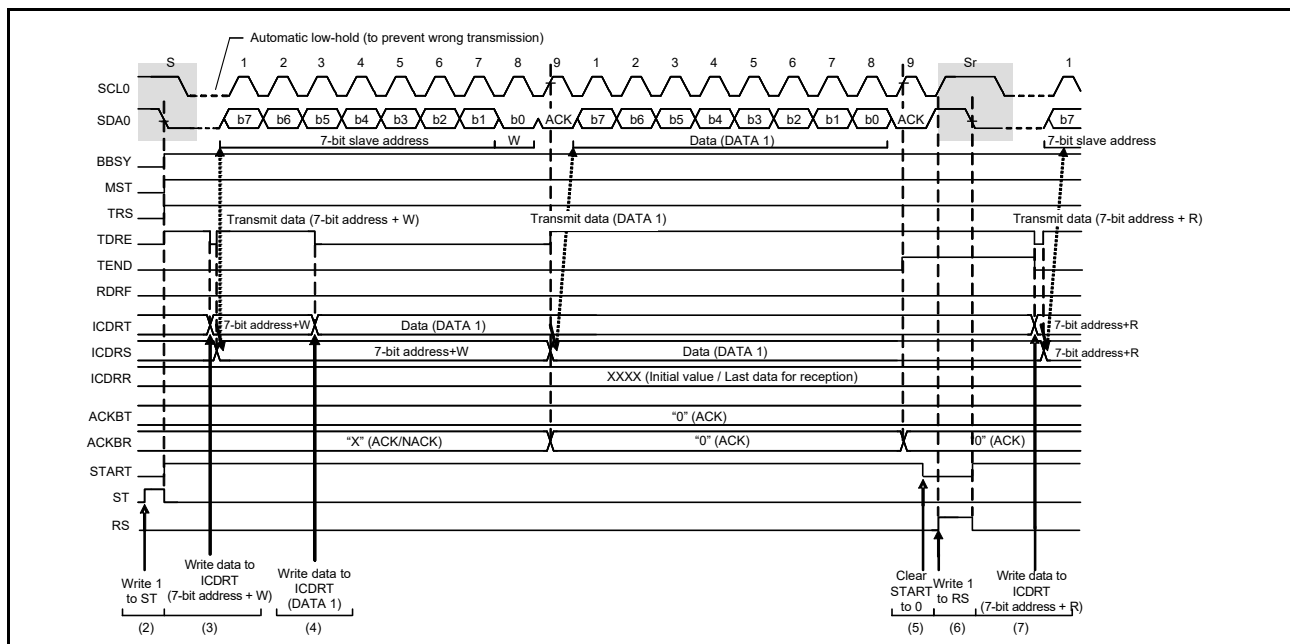 Automatic low-hold (to prevent wrong transmission)
S 1 2 3 4 5 6 7 8 9 1 2 3 4 5 6 7 8 9 Sr 1
SCL0
SDA0 b7 b6 b5 b4 b3 b2 b1 b0 ACK b7 b6 b5 b4 b3 b2 b1 b0 ACK b7
7-bit slave address W Data (DATA 1) 7-bit slave address
BBSY
MST
TRS
Transmit data (7-bit address + W) Transmit data (DATA 1) Transmit data (7-bit address + R)
TDRE
TEND
RDRF
ICDRT 7-bit address+W Data (DATA 1) 7-bit address+R
ICDRS 7-bit address+W Data (DATA 1) 7-bit address+R
ICDRR XXXX (Initial value / Last data for reception)
ACKBT "0" (ACK)
ACKBR "X" (ACK/NACK) "0" (ACK) 0" (ACK)
START
ST
RS
Write 1
to ST
Write data to
ICDRT
(7-bit address + W)
Write data to
ICDRT
(DATA 1)
Clear
START
to 0
Write 1
to RS
Write data to
ICDRT
(7-bit address + R)
(2) (3) (4) (5) (6) (7)